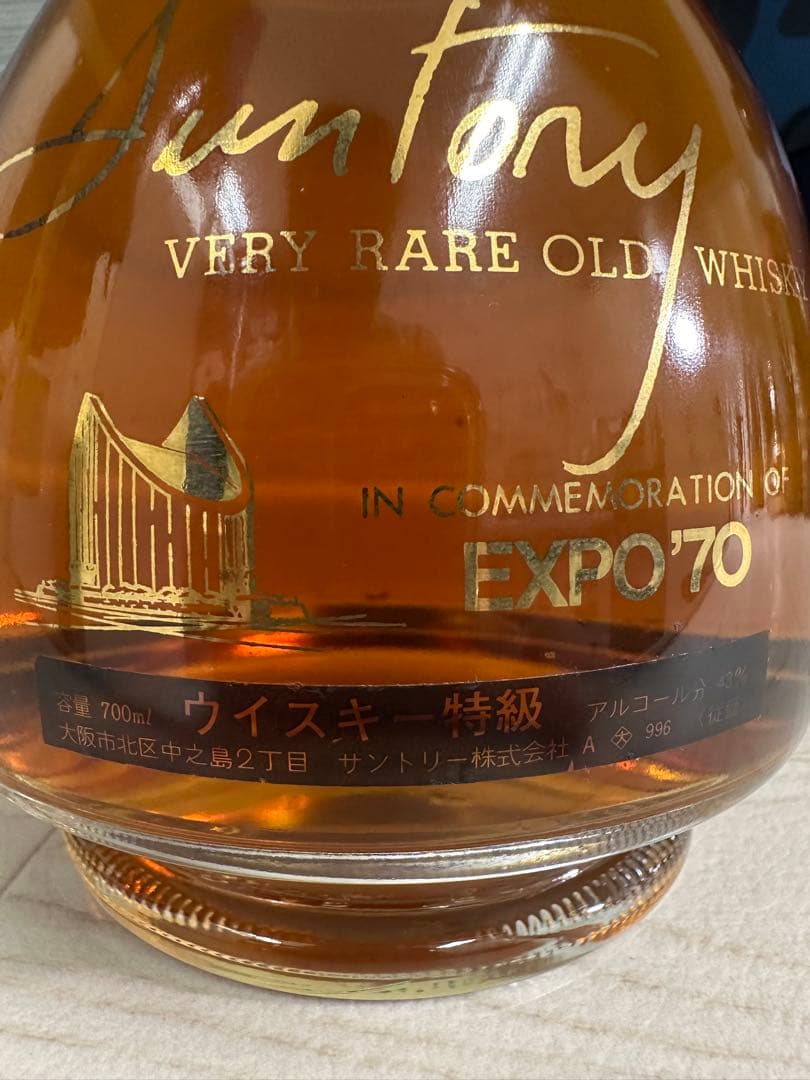 Suntory
VERY RARE OLD WHISKY
IN COMMEMORATION OF
EXPO'70
容量 700ml ウイスキー特級 アルコール分 43%
大阪市北区中之島2丁目 サントリー株式会社 A 996